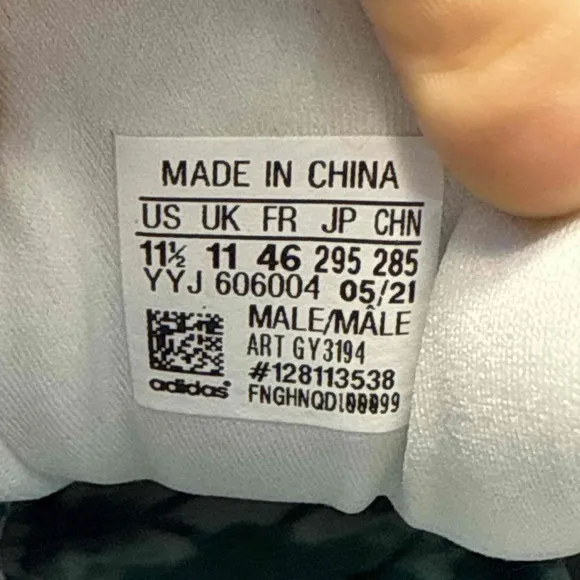 MADE IN CHINA
US UK FR JP CHN
11½ 11 46 295 285
YYJ 606004 05/21
MALE/MÂLE
ART GY3194
#128113538
adidas®